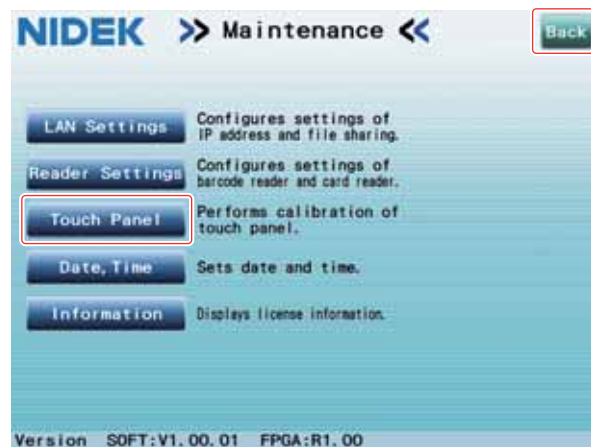 NIDEK >> Maintenance << Back
LAN Settings Configures settings of
IP address and file sharing.
Reader Settings Configures settings of
barcode reader and card reader.
Touch Panel Performs calibration of
touch panel.
Date, Time Sets date and time.
Information Displays license information.
Version SOFT:V1.00.01 FPGA:R1.00